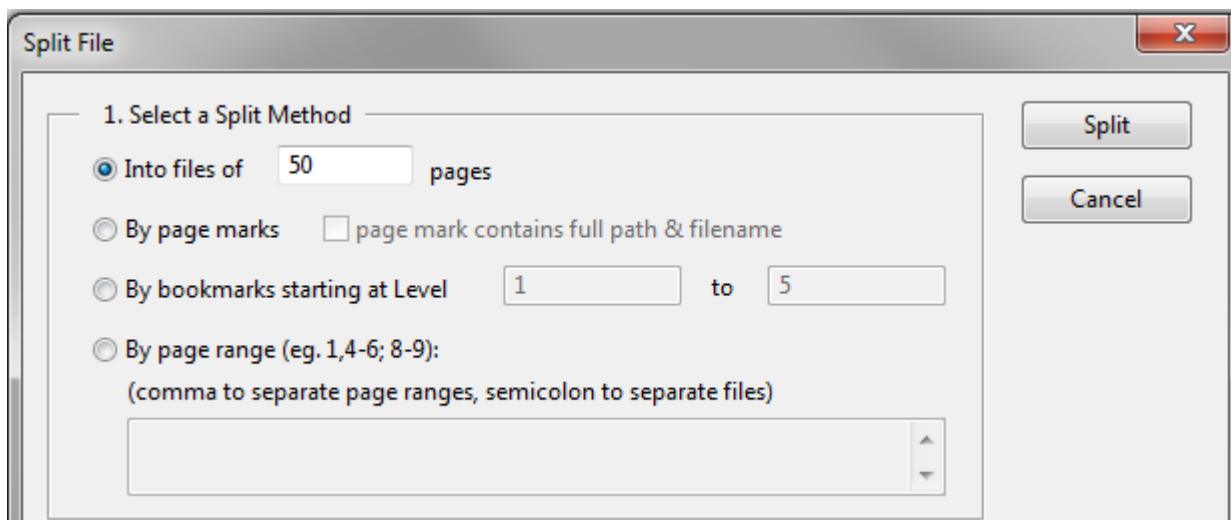 Split File
1. Select a Split Method
Split
Into files of 50 pages
Cancel
By page marks page mark contains full path & filename
By bookmarks starting at Level 1 to 5
By page range (eg. 1,4-6; 8-9):
(comma to separate page ranges, semicolon to separate files)